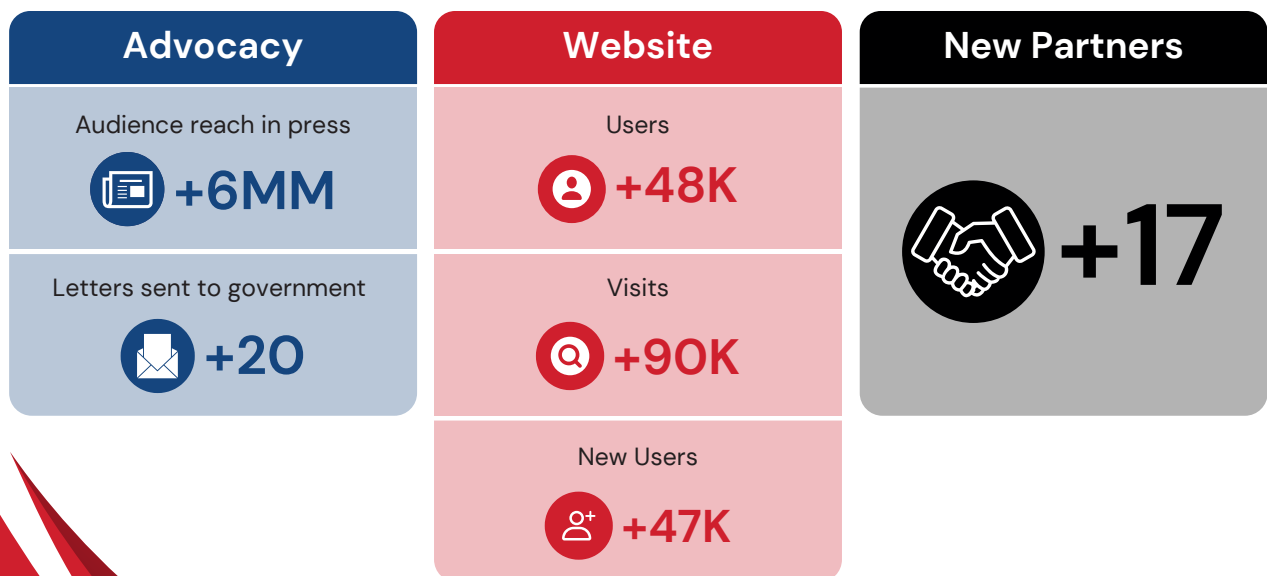 Advocacy
Audience reach in press
+6MM
Letters sent to government
+20
Website
Users
+48K
Visits
+90K
New Users
+47K
New Partners
+17